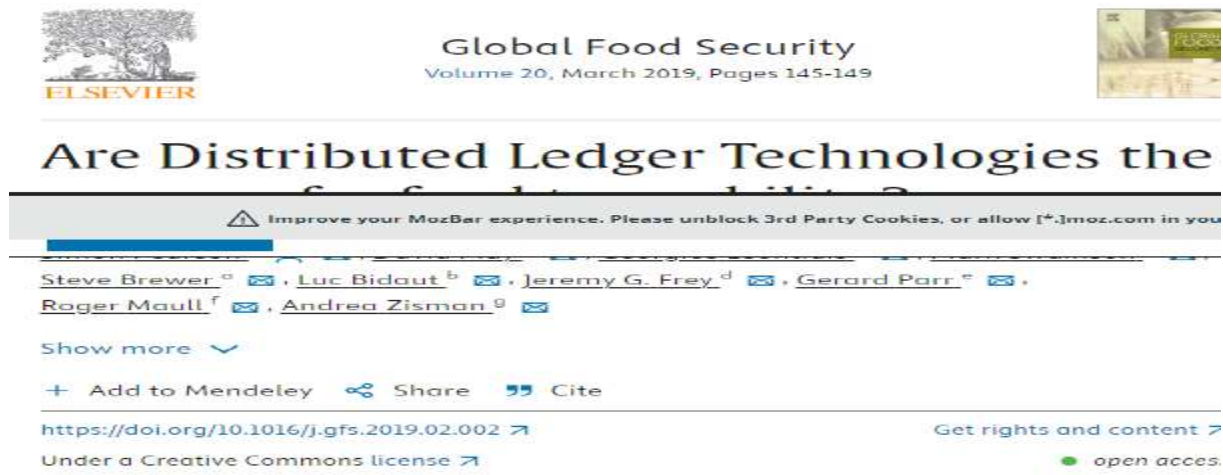 ELSEVIER
Global Food Security
Volume 20, March 2019, Pages 145-149
Are Distributed Ledger Technologies the
Improve your MozBar experience. Please unblock 3rd Party Cookies, or allow [*.]moz.com in you
Steve Brewer a, Luc Bidaut b, Jeremy G. Frey d, Gerard Parr e,
Roger Maull f, Andrea Zisman g
Show more
+ Add to Mendeley Share Cite
https://doi.org/10.1016/j.gfs.2019.02.002 Get rights and content
Under a Creative Commons license open acces